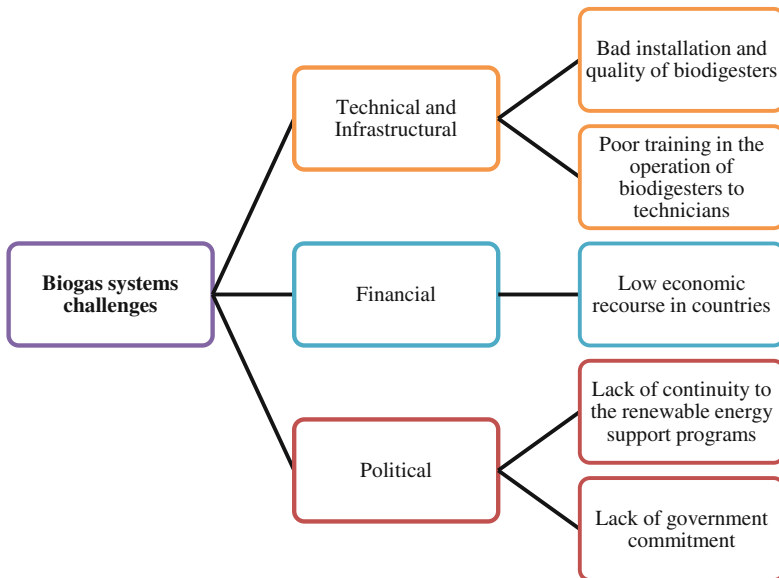 Bad installation and
quality of biodigesters
Technical and
Infrastructural
Poor training in the
operation of
biodigesters to
technicians
Biogas systems
challenges
Financial
Low economic
recourse in countries
Lack of continuity to
the renewable energy
support programs
Political
Lack of government
commitment